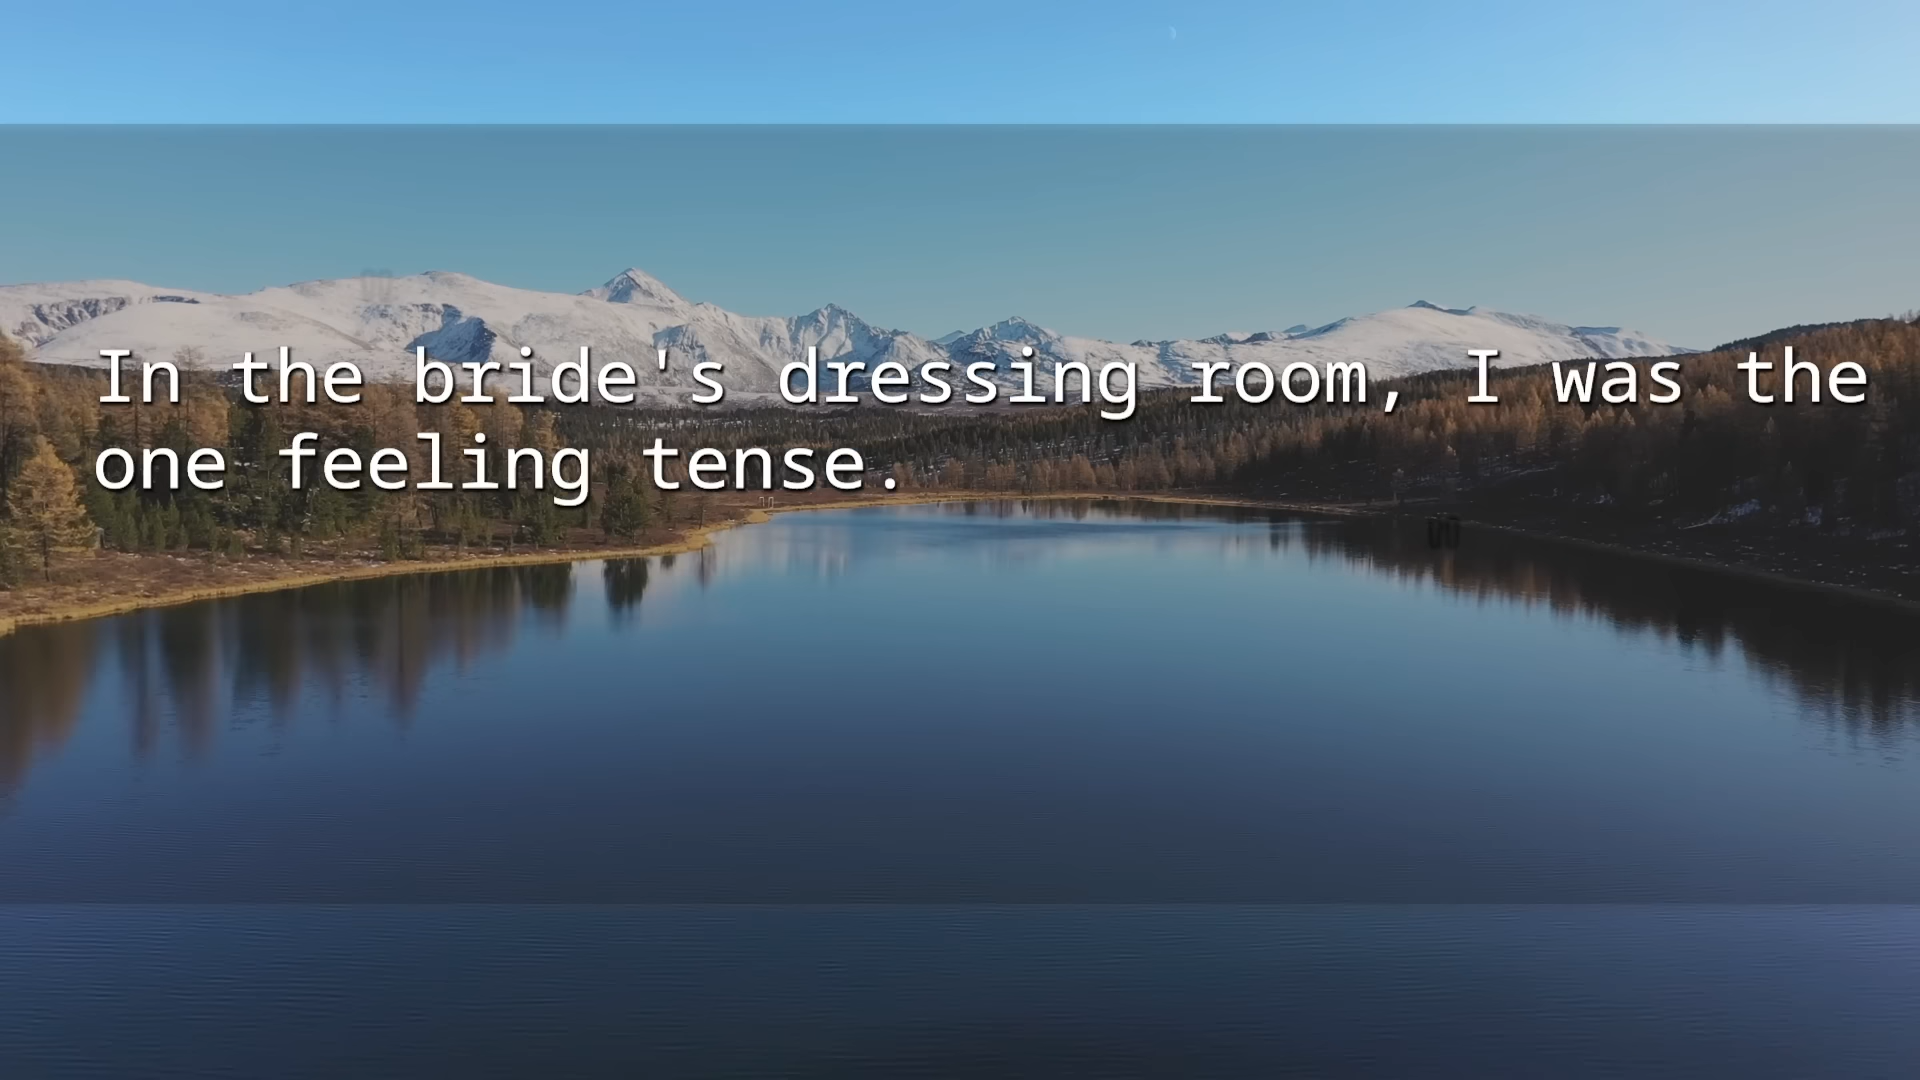 In the bride's dressing room, I was the
one feeling tense.